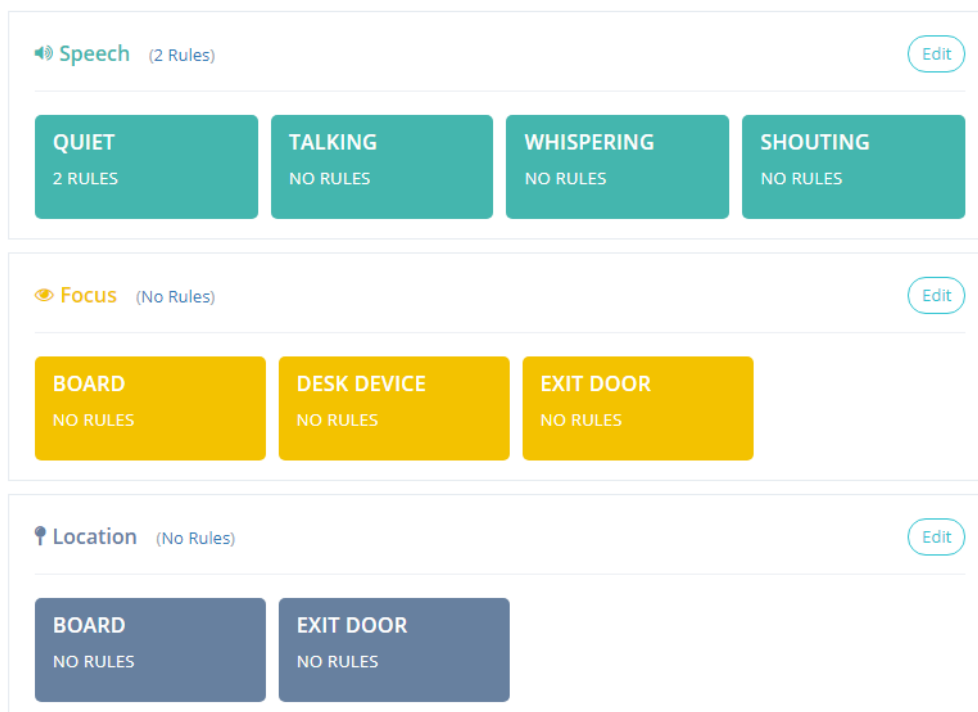 Speech (2 Rules) Edit
QUIET TALKING WHISPERING SHOUTING
2 RULES NO RULES NO RULES NO RULES
Focus (No Rules) Edit
BOARD DESK DEVICE EXIT DOOR
NO RULES NO RULES NO RULES
Location (No Rules) Edit
BOARD EXIT DOOR
NO RULES NO RULES